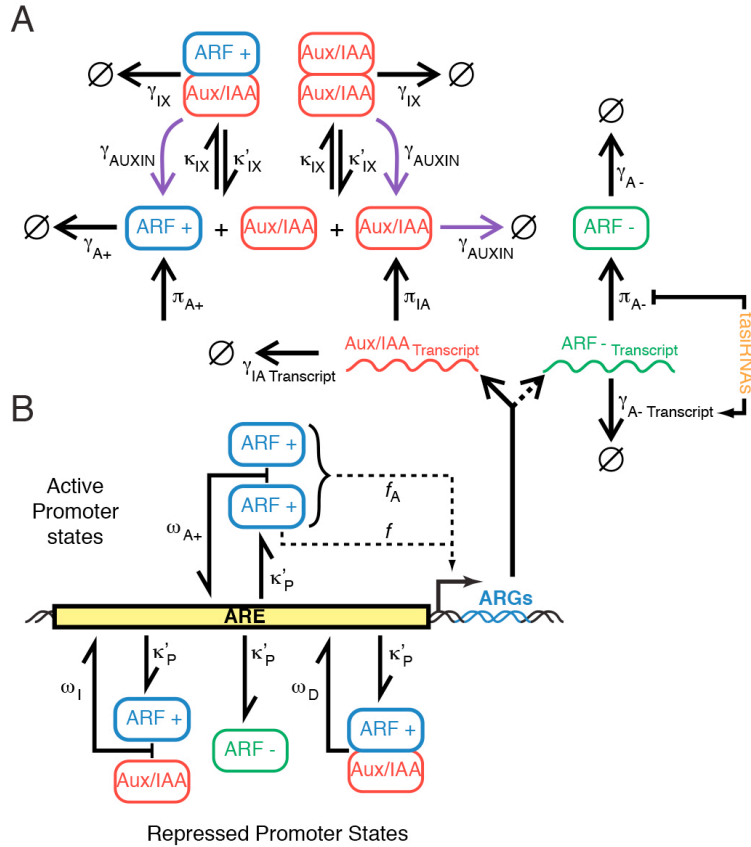 A
ARF +
Aux/IAA
Aux/IAA
Aux/IAA
∅
γIX
γIX
∅
γAUXIN
κIX
κ'IX
κIX
κ'IX
γAUXIN
∅
γA-
∅
γA+
ARF +
+
Aux/IAA
+
Aux/IAA
γAUXIN
∅
ARF -
πA+
πIA
πA-
tasiRNAs
∅
γIA Transcript
Aux/IAA Transcript
ARF - Transcript
γA- Transcript
∅
B
Active
Promoter
states
ARF +
ARF +
fA
f
ωA+
κ'P
ARE
ARGs
ωI
κ'P
κ'P
ωD
κ'P
ARF +
Aux/IAA
ARF -
ARF +
Aux/IAA
Repressed Promoter States